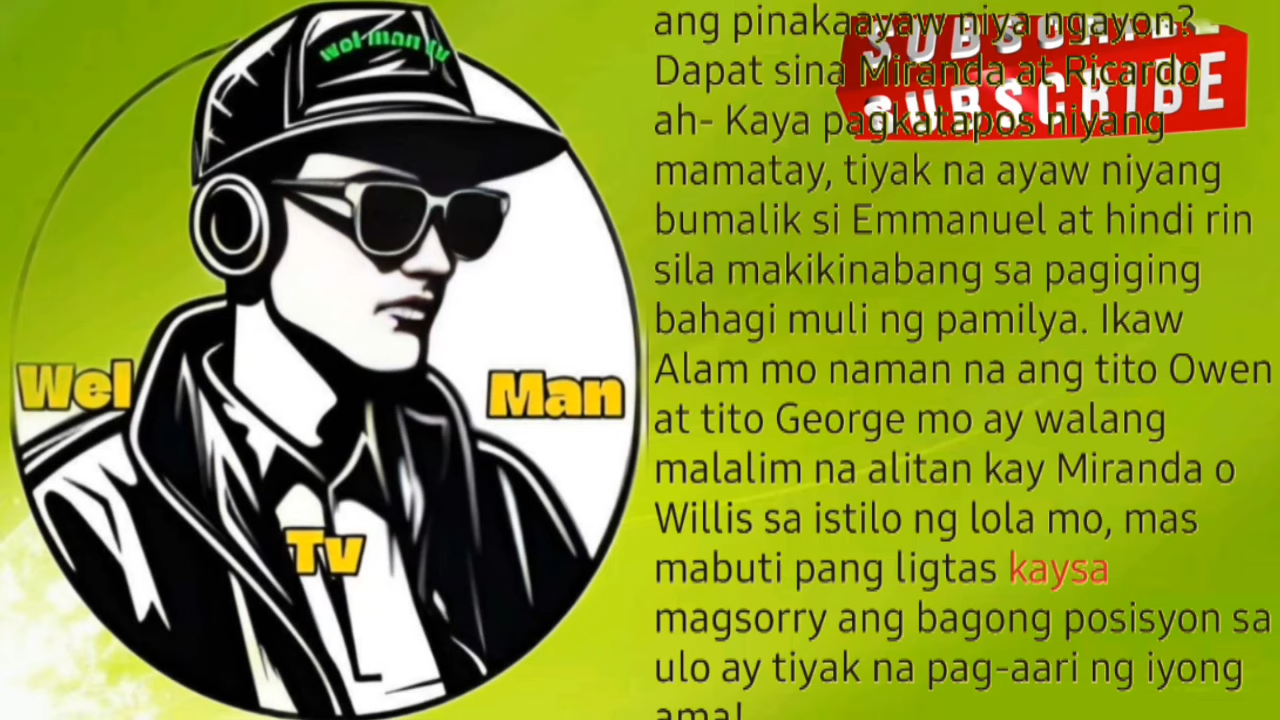 wel man tv
Wel
Man
Tv
SUBSCRIBE
SUBSCRIBE
ang pinakaayaw niya ngayon?
Dapat sina Miranda at Ricardo
ah- Kaya pagkatapos niyang
mamatay, tiyak na ayaw niyang
bumalik si Emmanuel at hindi rin
sila makikinabang sa pagiging
bahagi muli ng pamilya. Ikaw
Alam mo naman na ang tito Owen
at tito George mo ay walang
malalim na alitan kay Miranda o
Willis sa istilo ng lola mo, mas
mabuti pang ligtas kaysa
magsorry ang bagong posisyon sa
ulo ay tiyak na pag-aari ng iyong
ama!